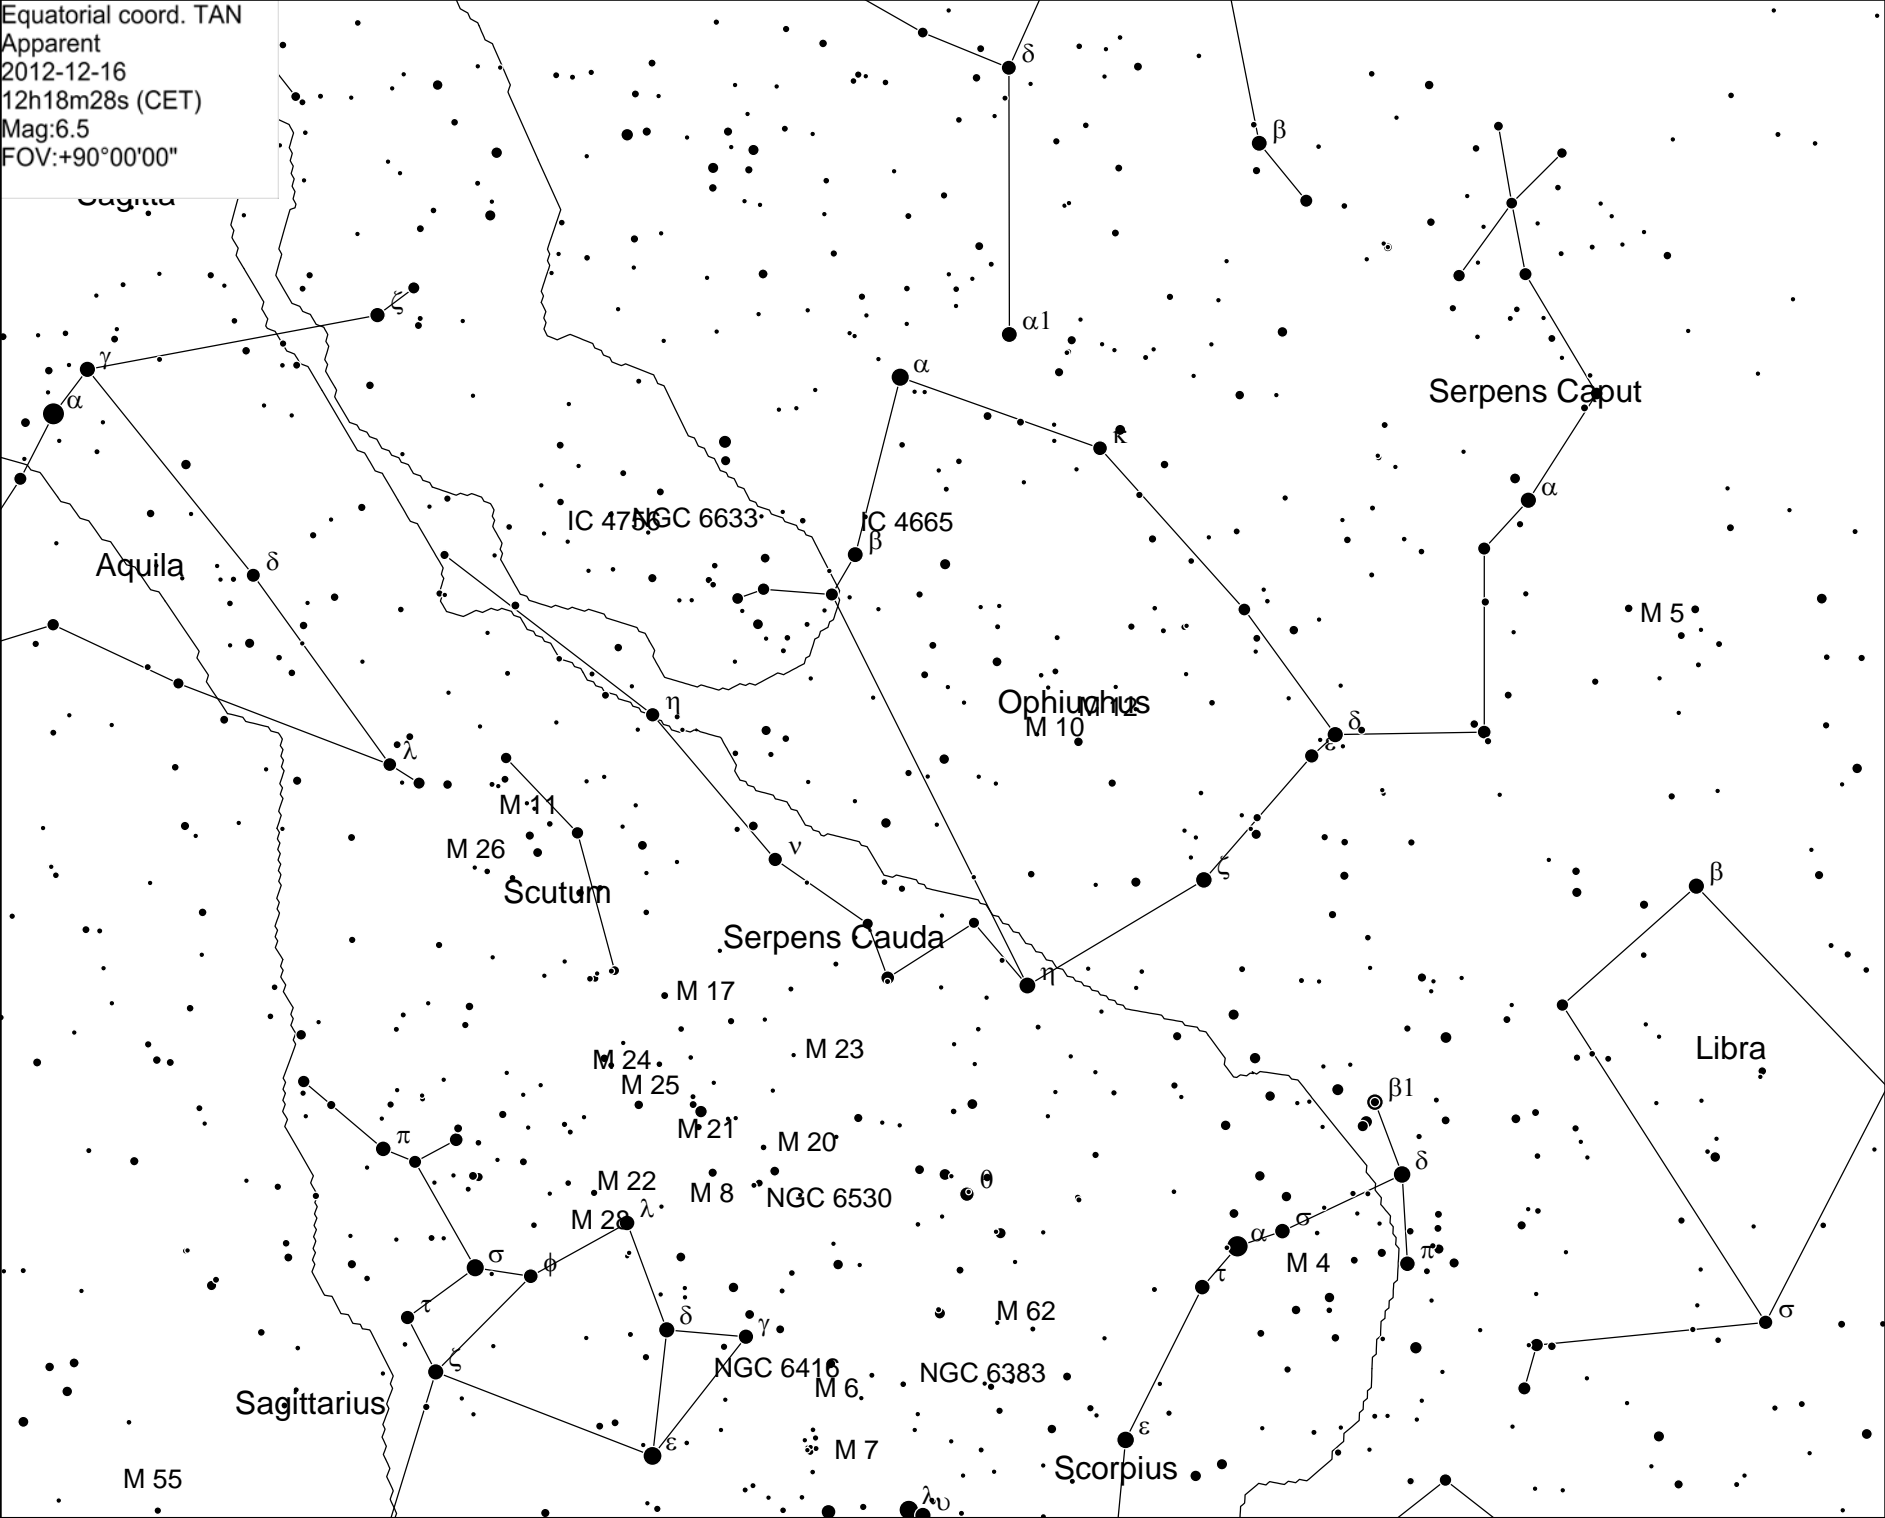 Equatorial coord. TAN
Apparent
2012-12-16
12h18m28s (CET)
Mag:6.5
FOV:+90°00'00"
Sagitta
δ
β
ζ
α1
γ
α
α
κ
Serpens Caput
α
IC 4756
NGC 6633
IC 4665
β
Aquila
δ
M 5
η
Ophiuchus
M 12
M 10
δ
ε
λ
M 11
M 26
ν
ζ
β
Scutum
Serpens Cauda
η
M 17
M 23
Libra
M 24
M 25
β1
M 21
π
M 20
δ
M 22
M 8
NGC 6530
θ
M 28
λ
σ
α
π
σ
ϕ
M 4
τ
τ
M 62
σ
δ
γ
ζ
NGC 6416
NGC 6383
M 6
Sagittarius
ε
ε
M 7
Scorpius
M 55
λ
υ